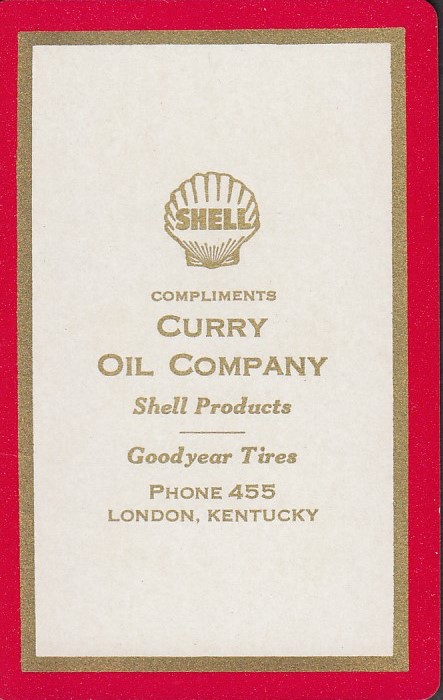 SHELL
COMPLIMENTS
CURRY
OIL COMPANY
Shell Products
Goodyear Tires
PHONE 455
LONDON, KENTUCKY